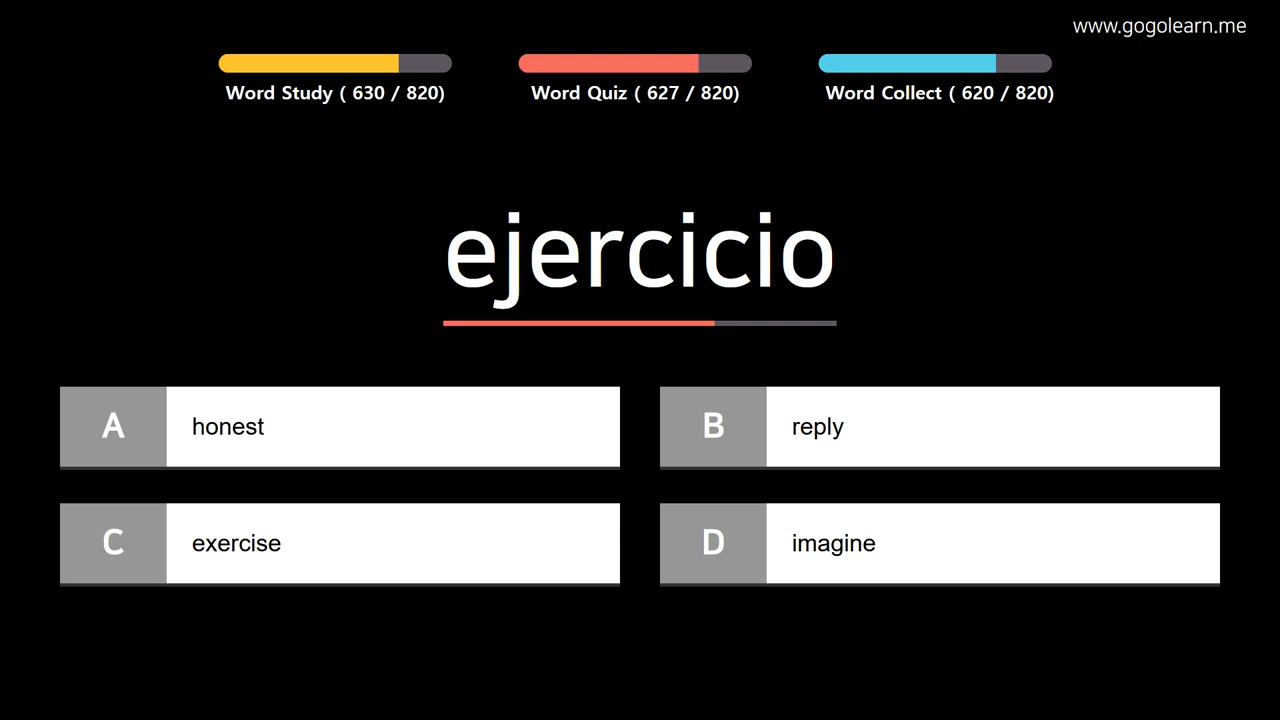 www.gogolearn.me
Word Study ( 630 / 820)
Word Quiz ( 627 / 820)
Word Collect ( 620 / 820)
ejercicio
A honest
B reply
C exercise
D imagine